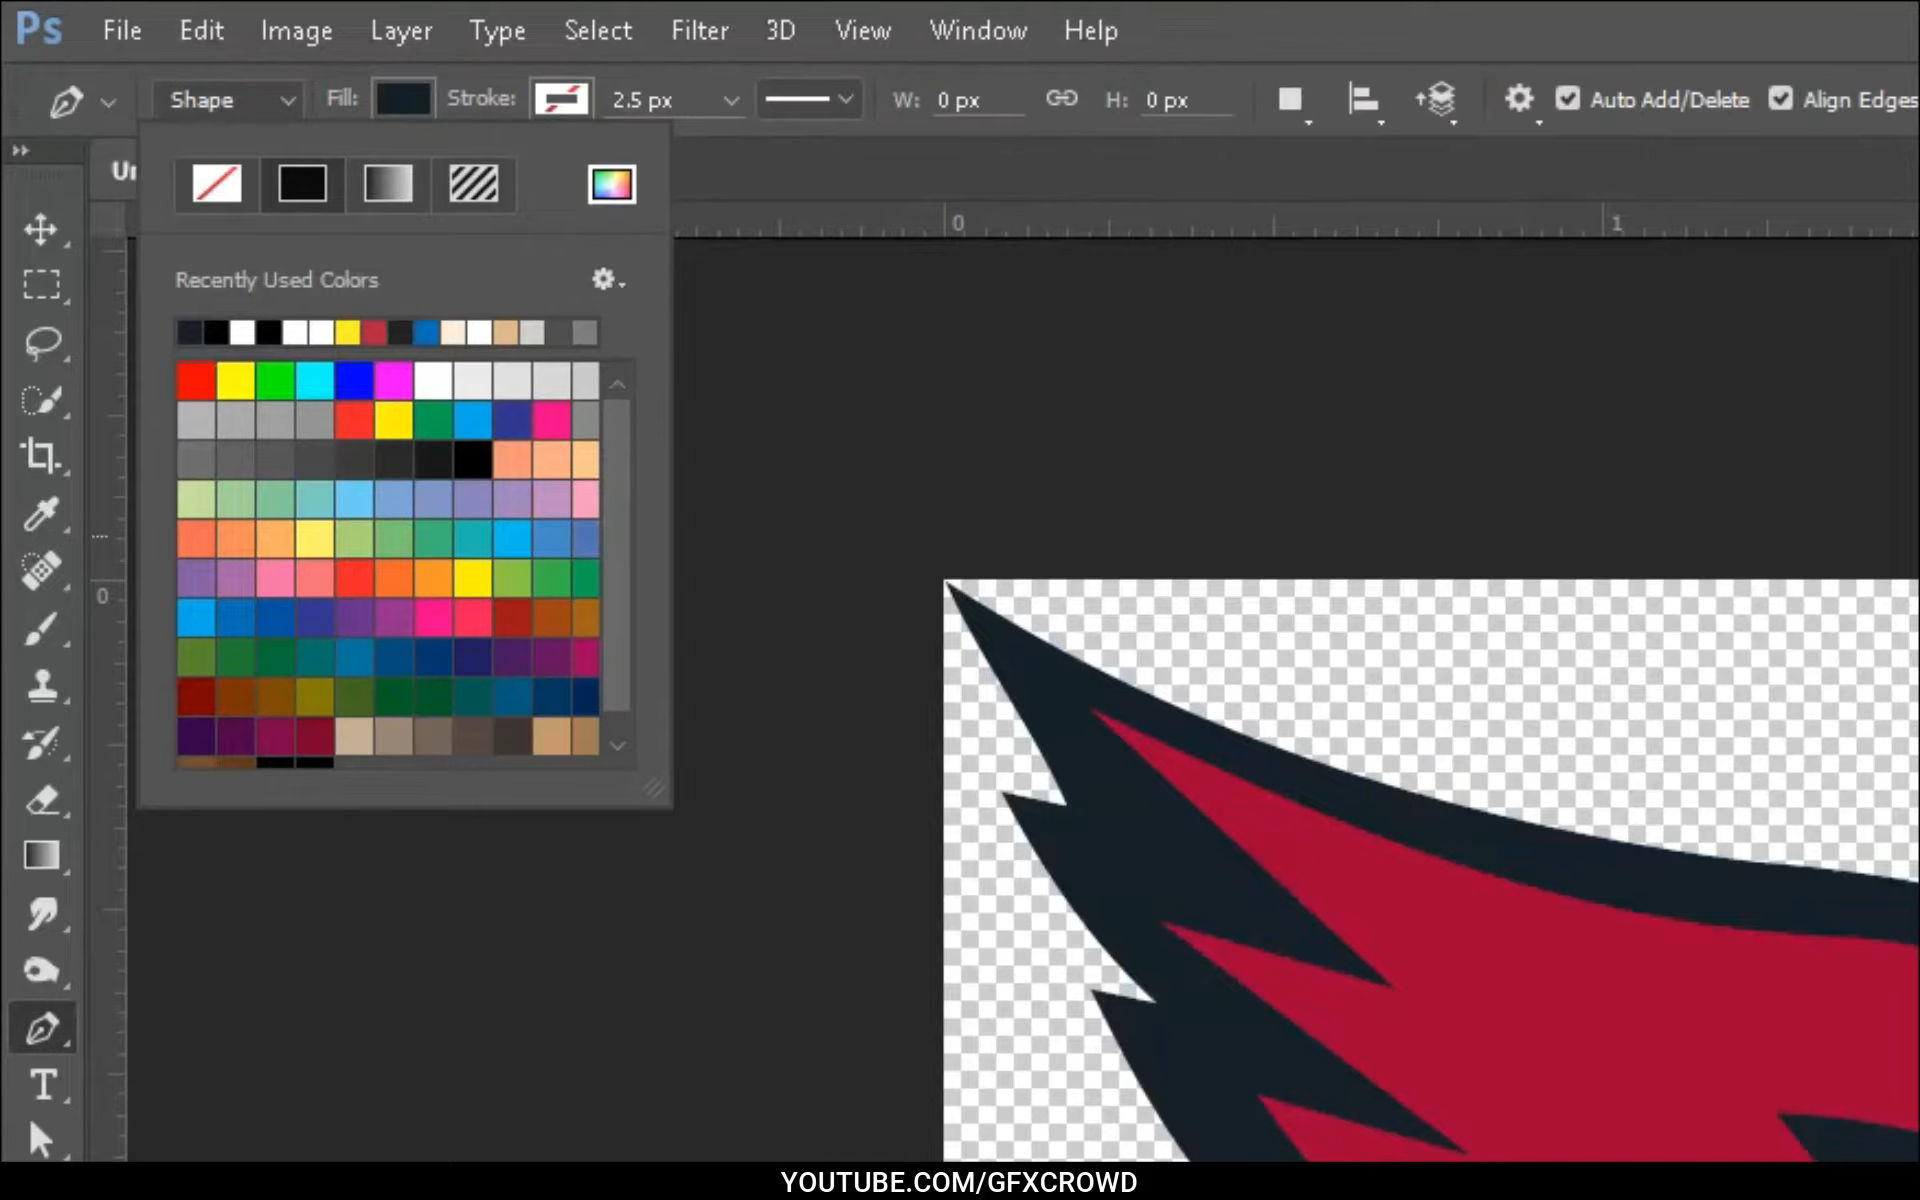 Ps File Edit Image Layer Type Select Filter 3D View Window Help
Shape Fill: Stroke: 2.5 px W: 0 px H: 0 px Auto Add/Delete Align Edges
0 1
Recently Used Colors
0
T
YOUTUBE.COM/GFXCROWD